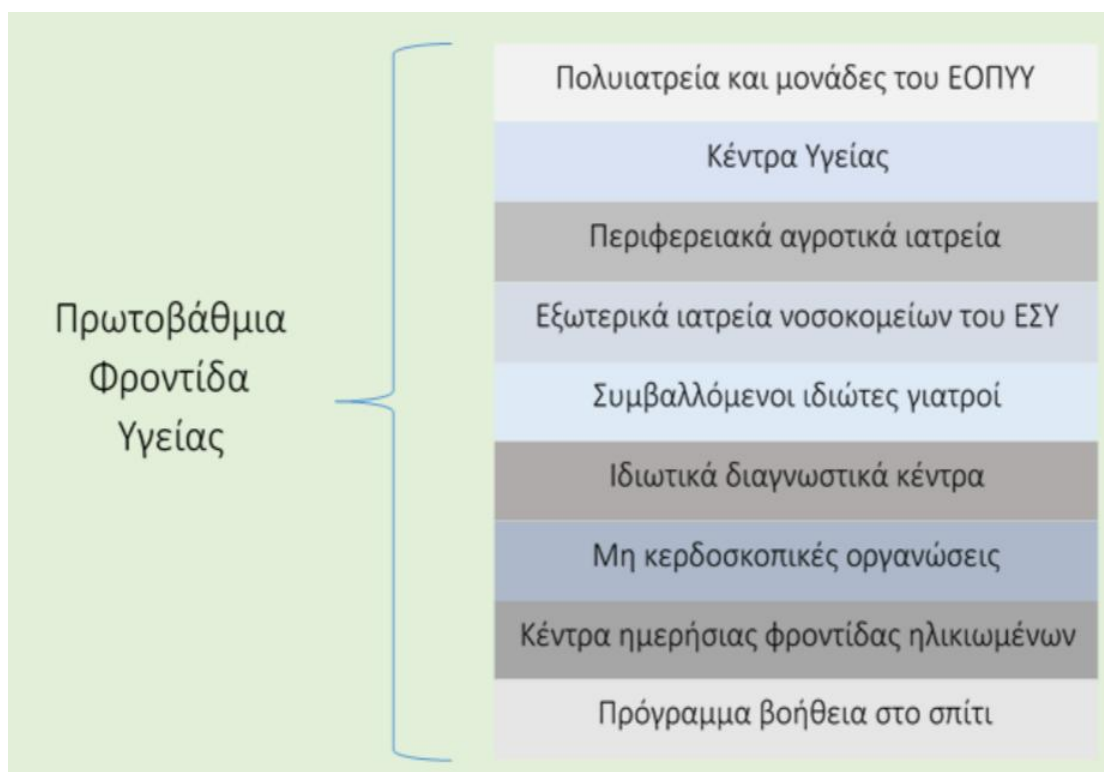 Πρωτοβάθμια
Φροντίδα
Υγείας
Πολυιατρεία και μονάδες του ΕΟΠΥΥ
Κέντρα Υγείας
Περιφερειακά αγροτικά ιατρεία
Εξωτερικά ιατρεία νοσοκομείων του ΕΣΥ
Συμβαλλόμενοι ιδιώτες γιατροί
Ιδιωτικά διαγνωστικά κέντρα
Μη κερδοσκοπικές οργανώσεις
Κέντρα ημερήσιας φροντίδας ηλικιωμένων
Πρόγραμμα βοήθεια στο σπίτι